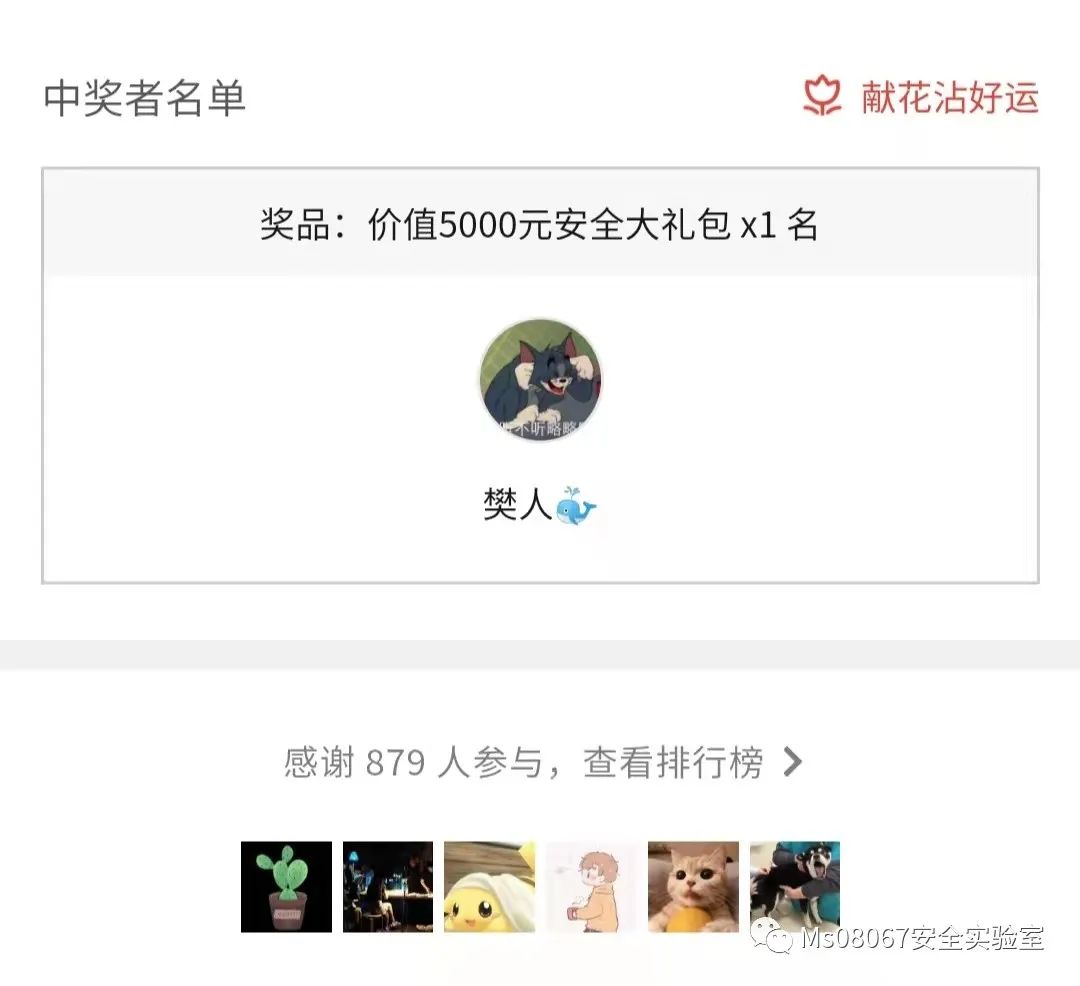 中奖者名单
献花沾好运
奖品：价值5000元安全大礼包 x1 名
不听略略
樊人🐳
感谢 879 人参与，查看排行榜
Ms08067安全实验室